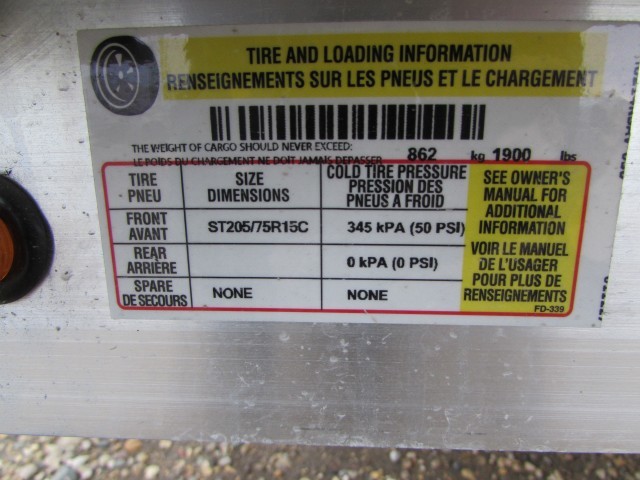 TIRE AND LOADING INFORMATION
RENSEIGNEMENTS SUR LES PNEUS ET LE CHARGEMENT
THE WEIGHT OF CARGO SHOULD NEVER EXCEED:
LE POIDS DU CHARGEMENT NE DOIT JAMAIS DEPASSER 862 kg 1900 lbs
TIRE
PNEU
SIZE
DIMENSIONS
COLD TIRE PRESSURE
PRESSION DES
PNEUS A FROID
FRONT
AVANT
ST205/75R15C
345 kPA (50 PSI)
REAR
ARRIÈRE
0 kPA (0 PSI)
SPARE
DE SECOURS
NONE
NONE
SEE OWNER'S
MANUAL FOR
ADDITIONAL
INFORMATION
VOIR LE MANUEL
DE L'USAGER
POUR PLUS DE
RENSEIGNEMENTS
FD-339